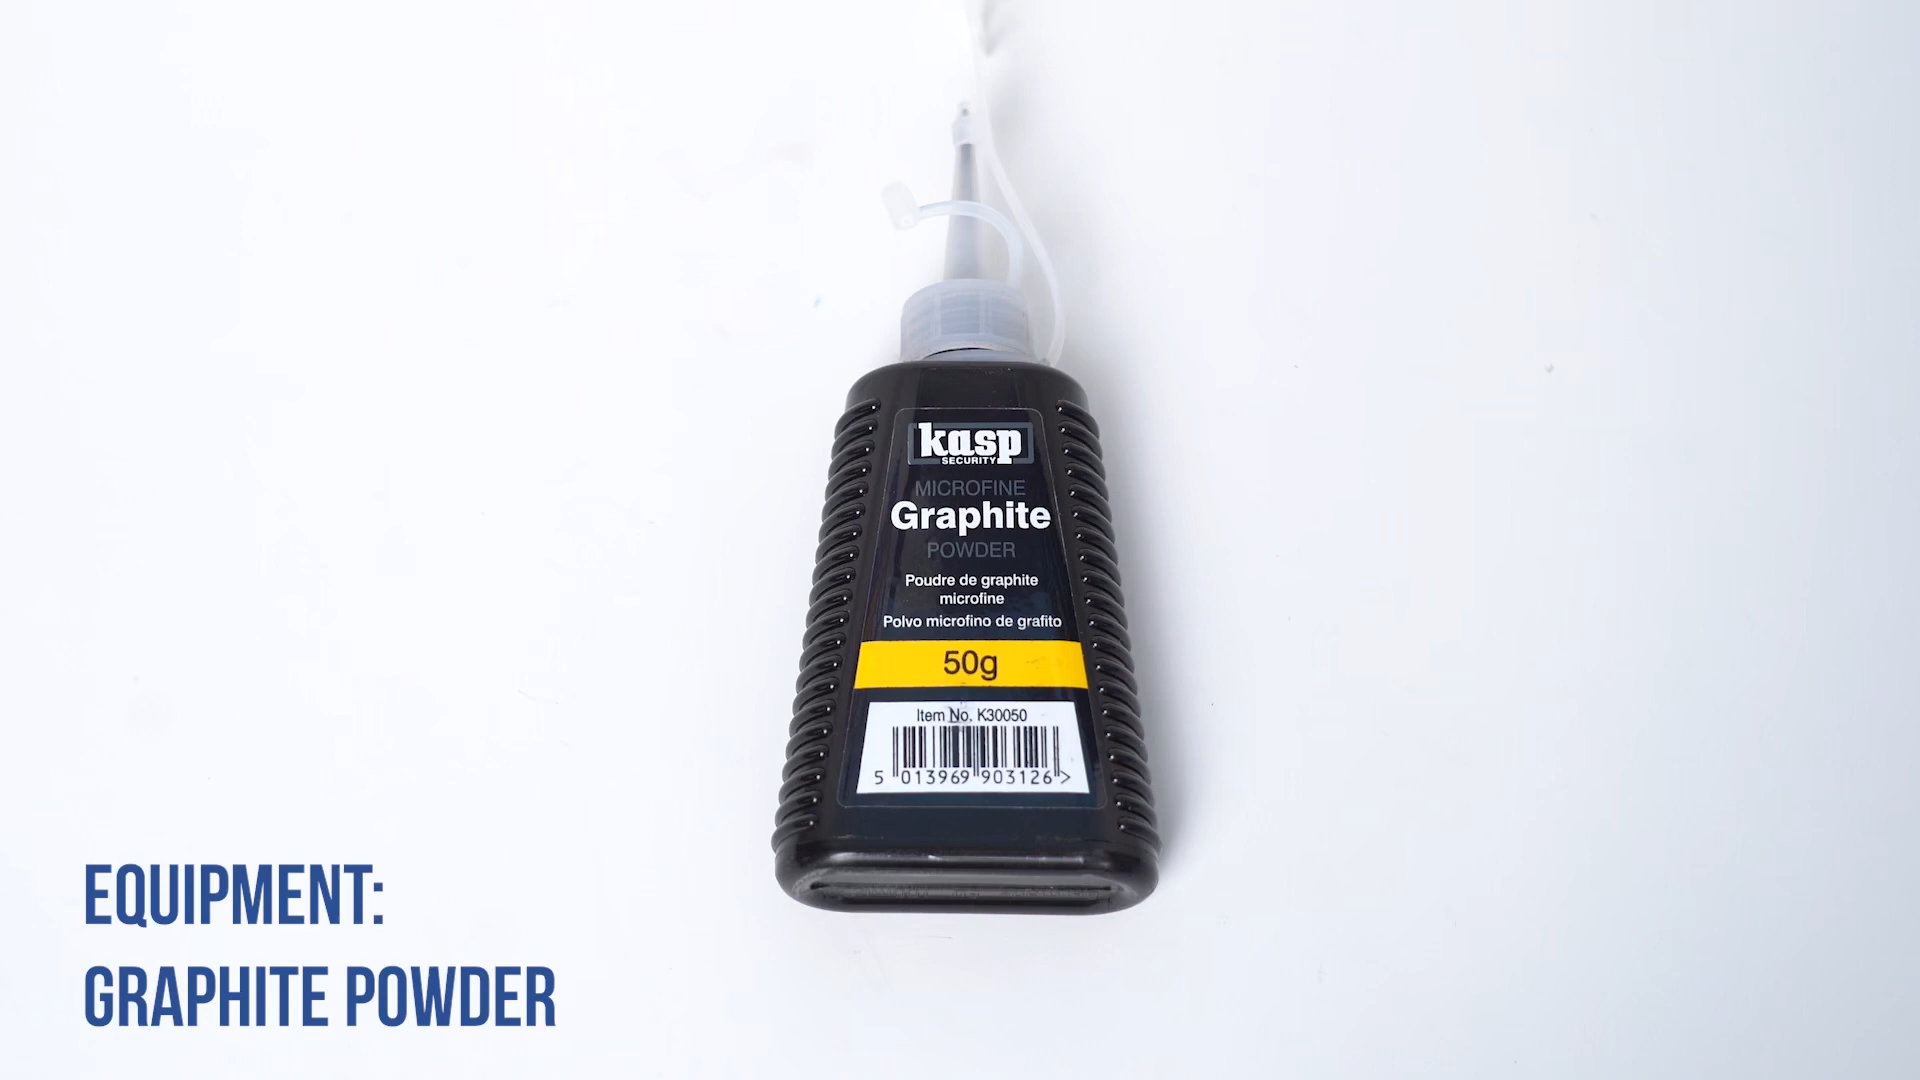 kasp
SECURITY
MICROFINE
Graphite
POWDER
Poudre de graphite
microfine
Polvo microfino de grafito
50g
Item No. K30050
5 013969 903126 >
EQUIPMENT:
GRAPHITE POWDER